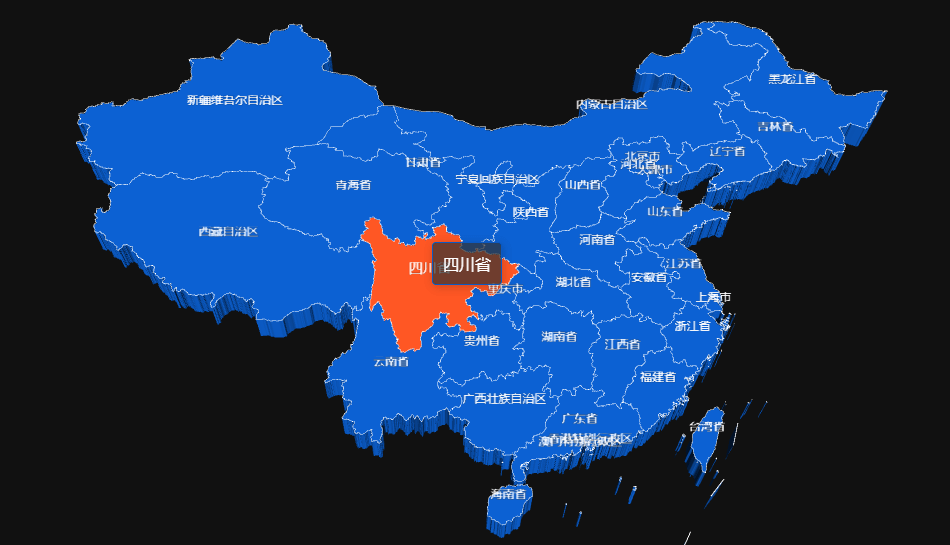 黑龙江省
新疆维吾尔自治区
内蒙古自治区
吉林省
辽宁省
北京市
河北省
甘肃省
宁夏回族自治区
青海省
山西省
陕西省
山东省
西藏自治区
河南省
四川省
四川省
江苏省
安徽省
湖北省
重庆市
上海市
浙江省
贵州省
湖南省
江西省
云南省
福建省
广西壮族自治区
广东省
台湾省
海南省